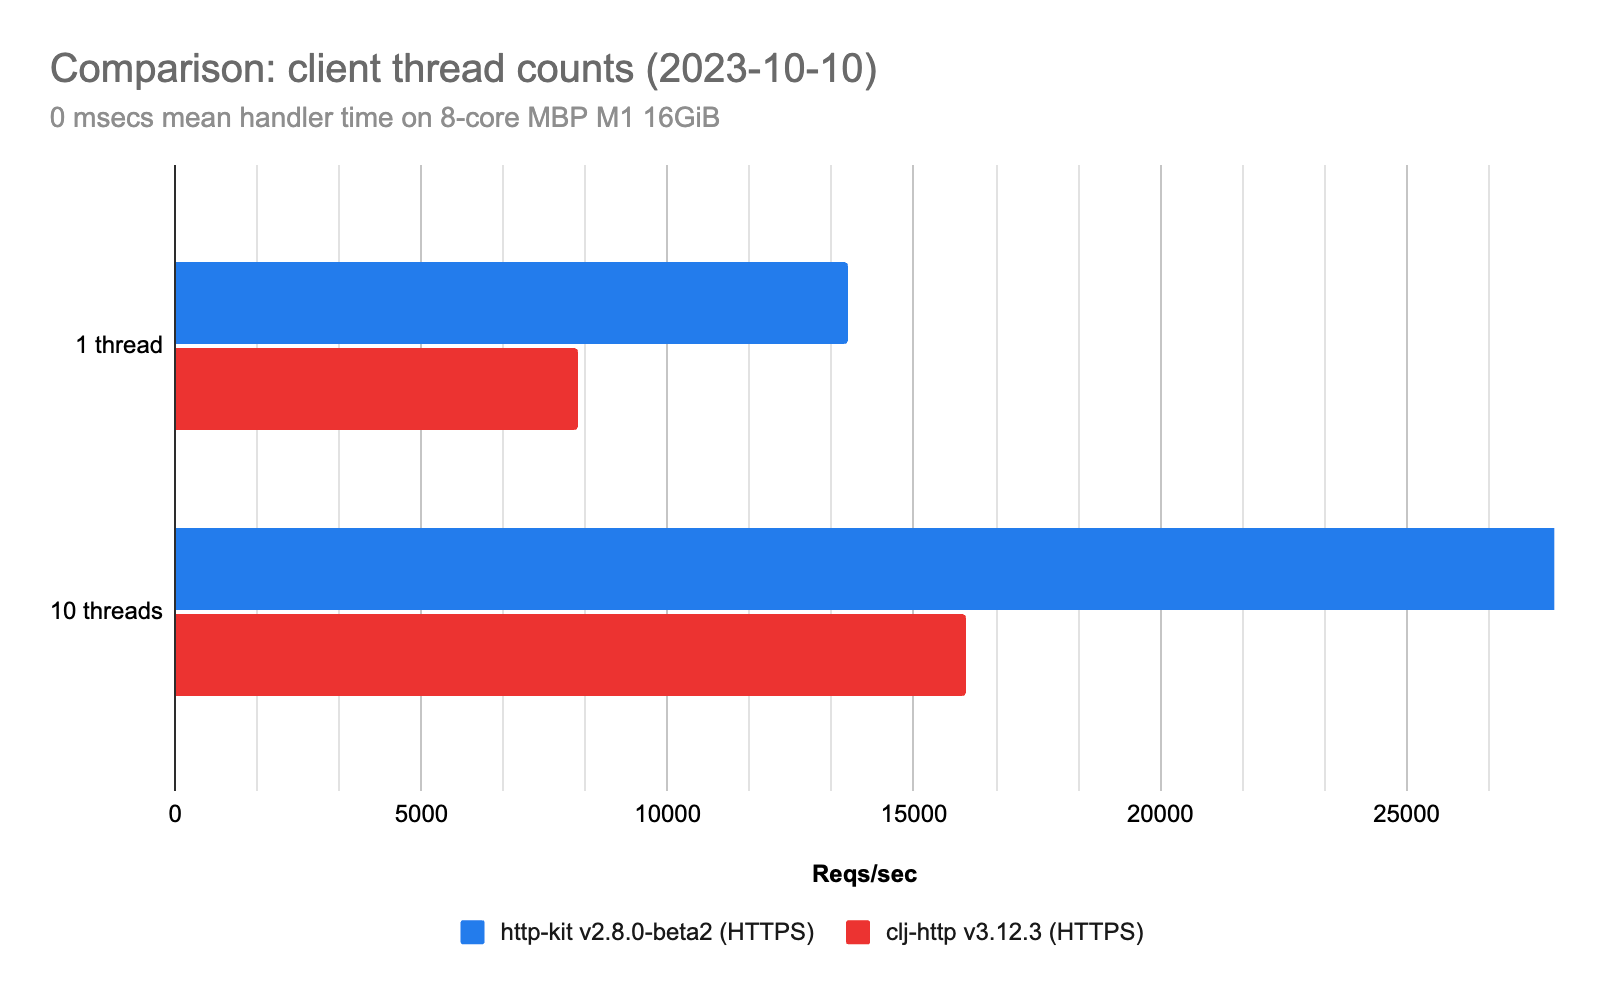 Comparison: client thread counts (2023-10-10)
0 msecs mean handler time on 8-core MBP M1 16GiB
1 thread
10 threads
0 5000 10000 15000 20000 25000
Reqs/sec
http-kit v2.8.0-beta2 (HTTPS) clj-http v3.12.3 (HTTPS)